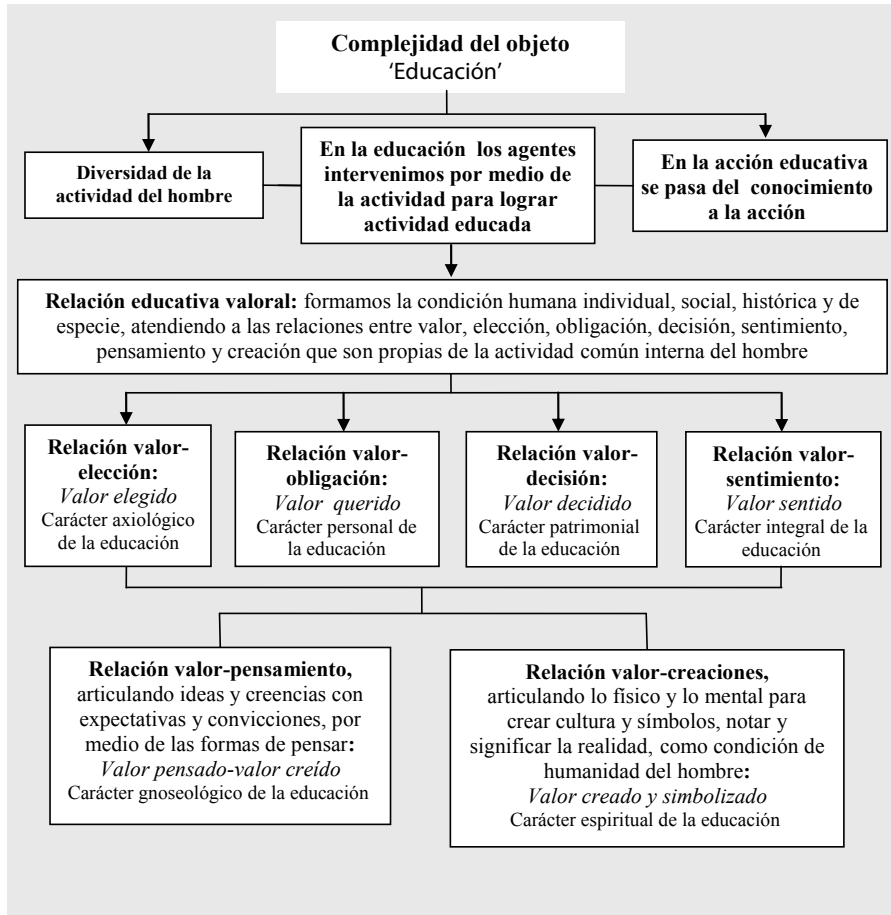 Complejidad del objeto
'Educación'
Diversidad de la
actividad del hombre
En la educación los agentes
intervenimos por medio de
la actividad para lograr
actividad educada
En la acción educativa
se pasa del conocimiento
a la acción
Relación educativa valoral: formamos la condición humana individual, social, histórica y de
especie, atendiendo a las relaciones entre valor, elección, obligación, decisión, sentimiento,
pensamiento y creación que son propias de la actividad común interna del hombre
Relación valor-
elección:
Valor elegido
Carácter axiológico
de la educación
Relación valor-
obligación:
Valor querido
Carácter personal de
la educación
Relación valor-
decisión:
Valor decidido
Carácter patrimonial
de la educación
Relación valor-
sentimiento:
Valor sentido
Carácter integral de la
educación
Relación valor-pensamiento,
articulando ideas y creencias con
expectativas y convicciones, por
medio de las formas de pensar:
Valor pensado-valor creído
Carácter gnoseológico de la educación
Relación valor-creaciones,
articulando lo físico y lo mental para
crear cultura y símbolos, notar y
significar la realidad, como condición de
humanidad del hombre:
Valor creado y simbolizado
Carácter espiritual de la educación